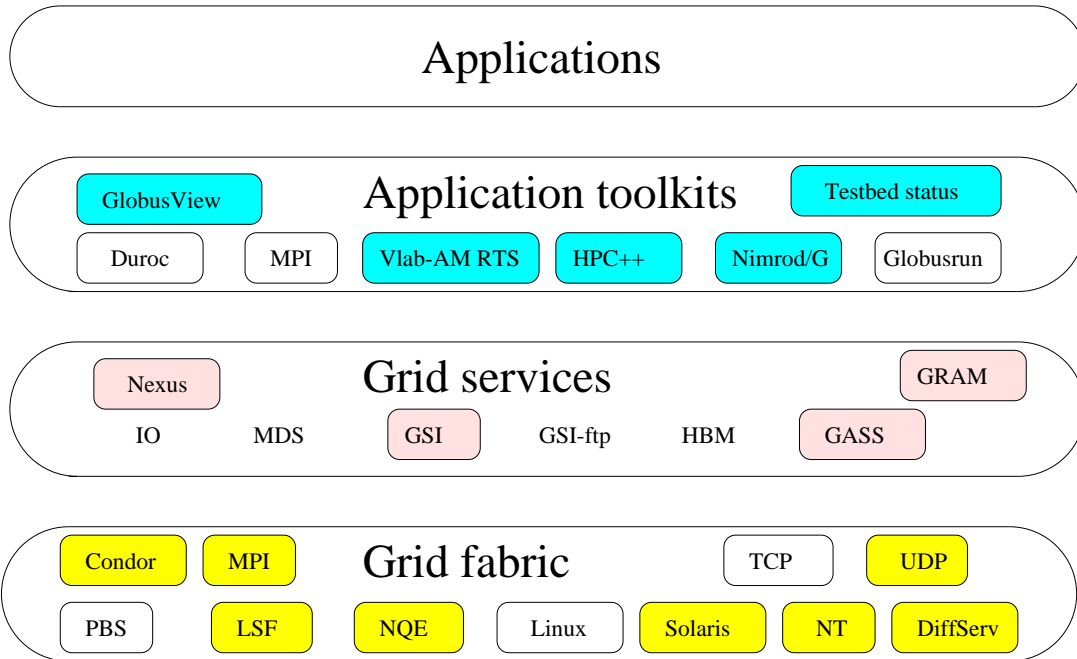 Applications
GlobusView
Application toolkits
Testbed status
Duroc
MPI
Vlab-AM RTS
HPC++
Nimrod/G
Globusrun
Nexus
Grid services
GRAM
IO
MDS
GSI
GSI-ftp
HBM
GASS
Condor
MPI
Grid fabric
TCP
UDP
PBS
LSF
NQE
Linux
Solaris
NT
DiffServ